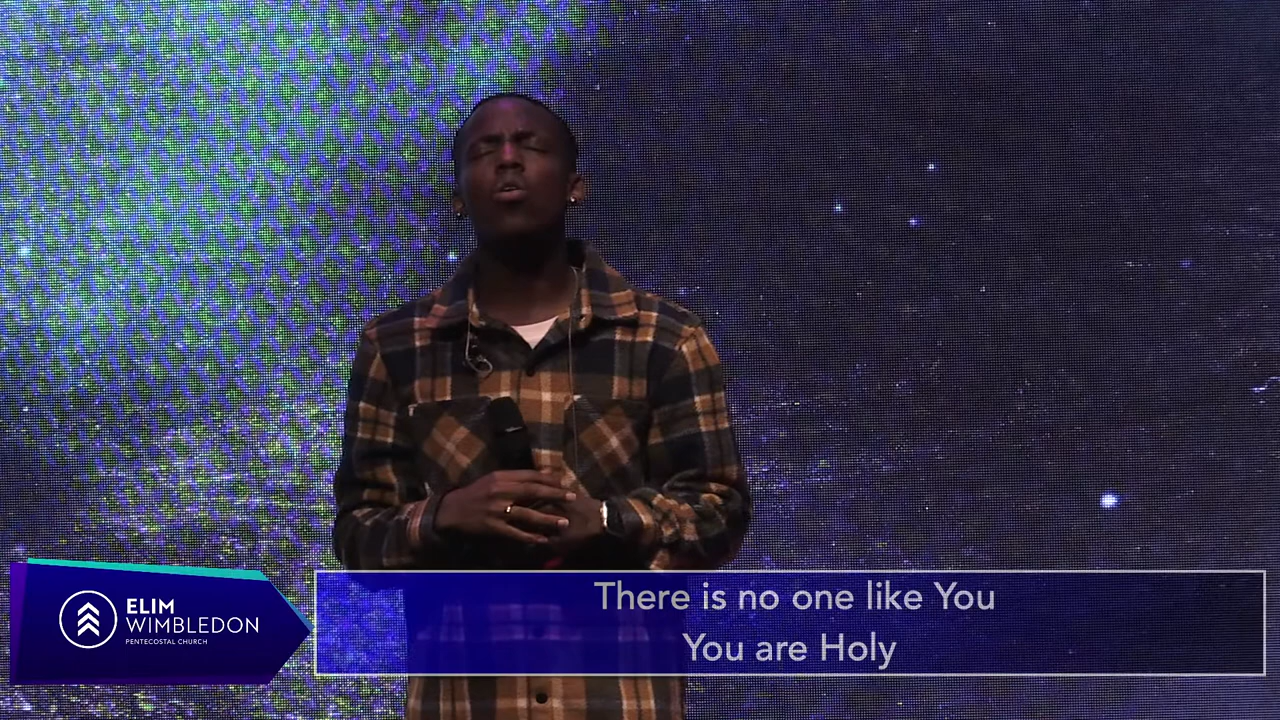 ELIM
WIMBLEDON
PENTECOSTAL CHURCH
There is no one like You
You are Holy